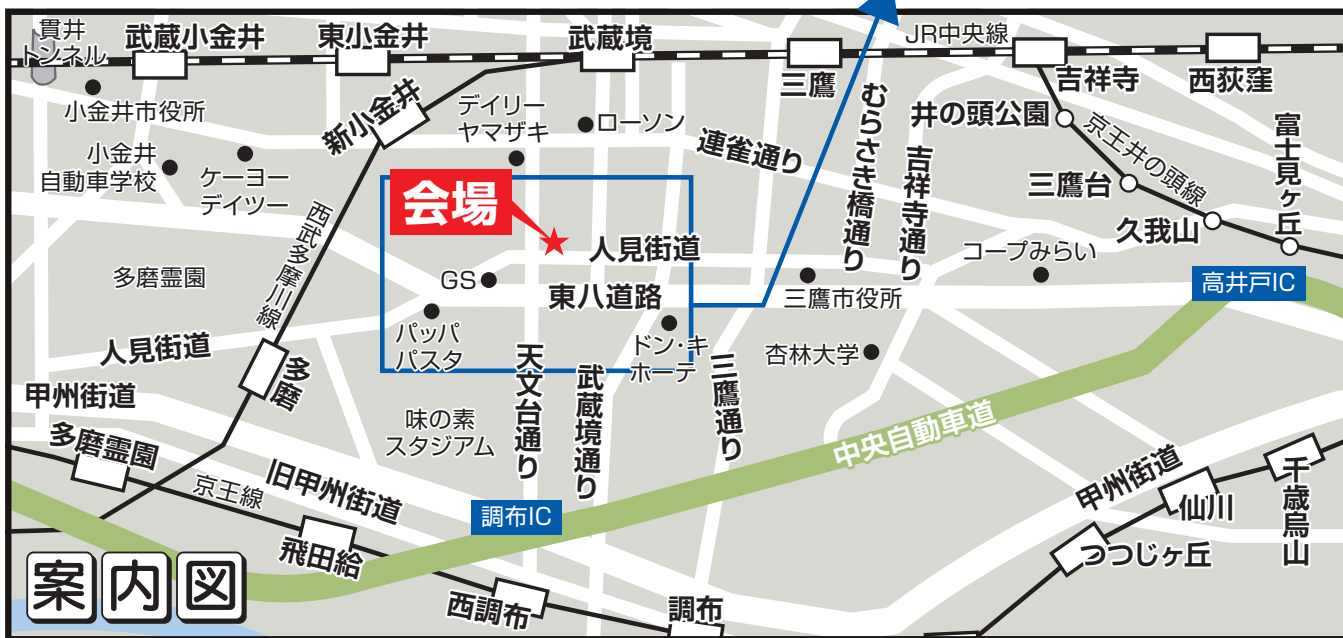 貫井
トンネル
武蔵小金井
東小金井
武蔵境
三鷹
JR中央線
吉祥寺
西荻窪
小金井市役所
新小金井
デイリー
ヤマザキ
ローソン
連雀通り
むらさき橋通り
吉祥寺通り
井の頭公園
京王井の頭線
富士見ヶ丘
小金井
自動車学校
ケーヨー
デイツー
会場
三鷹台
久我山
西武多摩川線
人見街道
コープみらい
多磨霊園
GS
東八道路
三鷹市役所
高井戸IC
パッパ
パスタ
ドン・キ
ホーテ
杏林大学
人見街道
多磨
天文台通り
武蔵境通り
三鷹通り
甲州街道
味の素
スタジアム
中央自動車道
多磨霊園
京王線
旧甲州街道
調布IC
甲州街道
仙川
千歳烏山
飛田給
つつじヶ丘
案内図
西調布
調布